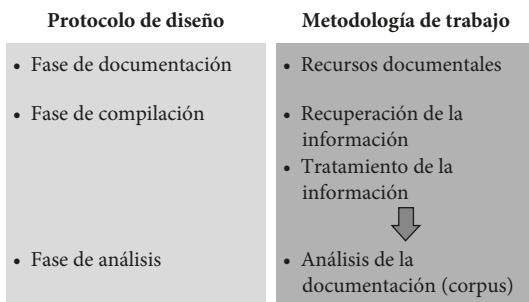 Protocolo de diseño
Metodología de trabajo
• Fase de documentación
• Recursos documentales
• Fase de compilación
• Recuperación de la
información
• Tratamiento de la
información
• Fase de análisis
• Análisis de la
documentación (corpus)